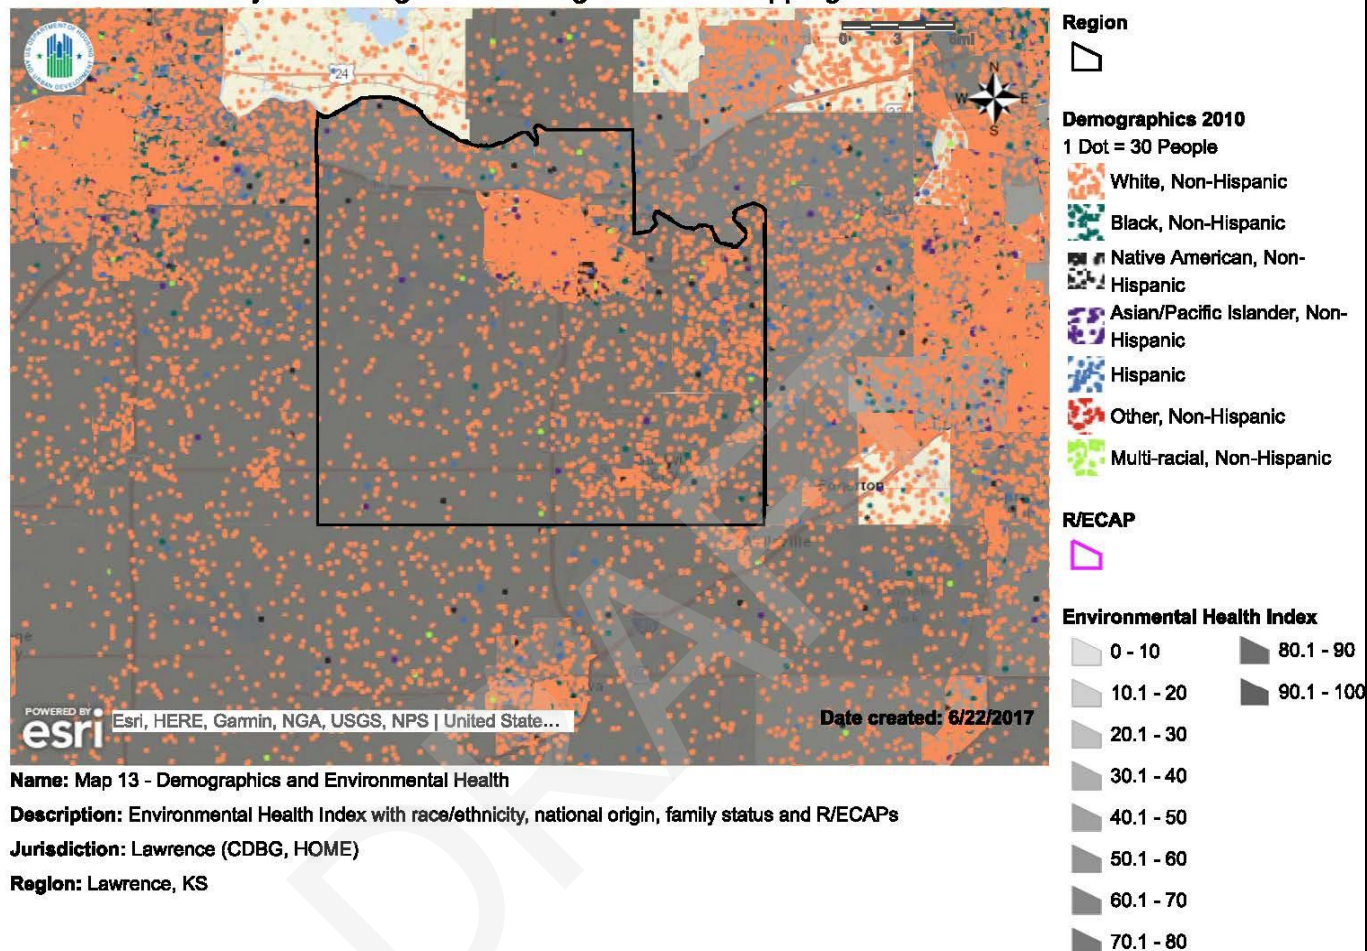 24
0 3 6mi
N
W E
S
POWERED BY
esri
Esri, HERE, Garmin, NGA, USGS, NPS | United State...
Date created: 6/22/2017
Region
Demographics 2010
1 Dot = 30 People
White, Non-Hispanic
Black, Non-Hispanic
Native American, Non-
Hispanic
Asian/Pacific Islander, Non-
Hispanic
Hispanic
Other, Non-Hispanic
Multi-racial, Non-Hispanic
R/ECAP
Environmental Health Index
0 - 10
10.1 - 20
20.1 - 30
30.1 - 40
40.1 - 50
50.1 - 60
60.1 - 70
70.1 - 80
80.1 - 90
90.1 - 100
Name: Map 13 - Demographics and Environmental Health
Description: Environmental Health Index with race/ethnicity, national origin, family status and R/ECAPs
Jurisdiction: Lawrence (CDBG, HOME)
Region: Lawrence, KS
DRAFT